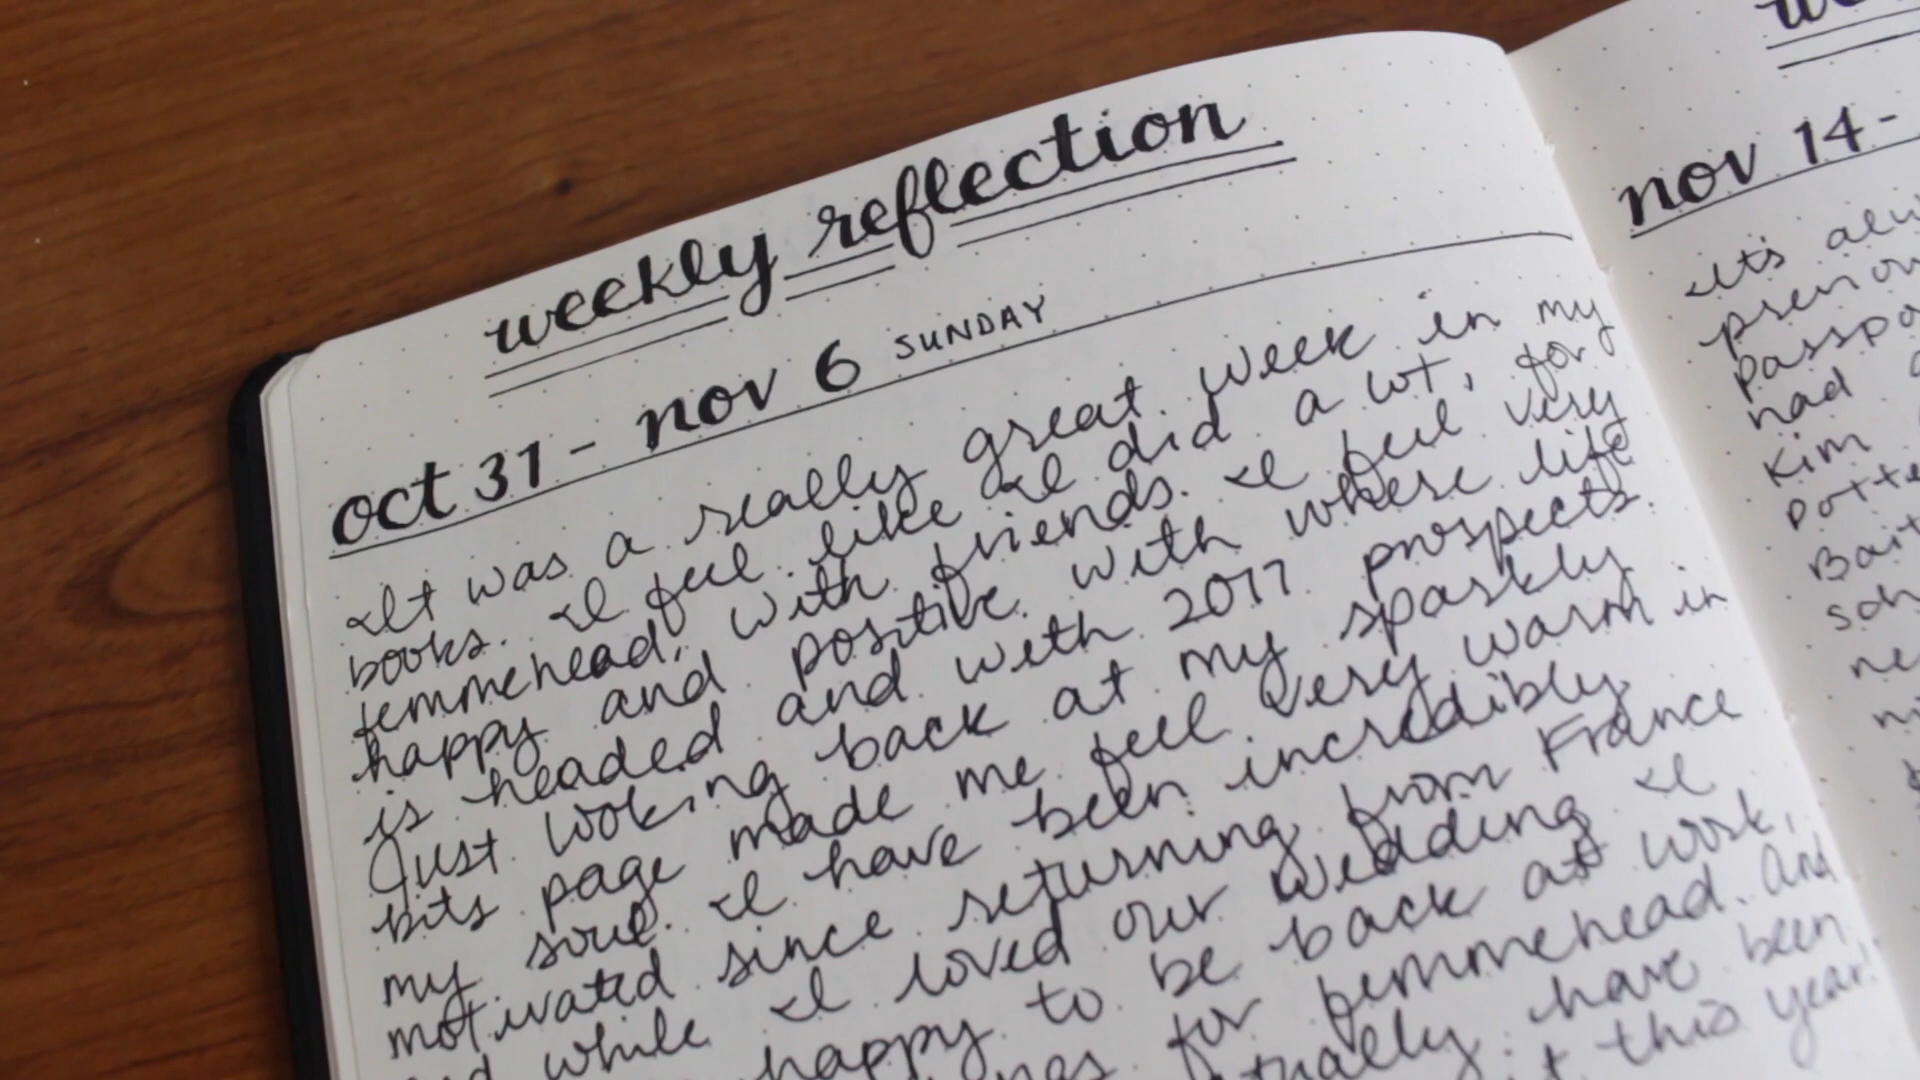 weekly reflection
oct 31 - nov 6 SUNDAY
It was a really great week in my
books. I feel like I did a lot, for
femmehead, with friends. I feel very
happy and positive with where life
is headed and with 2017 prospects.
Just looking back at my sparkly
bits page made me feel very warm in
my soul. I have been incredibly
motivated since returning from France
while I loved our wedding I
happy to be back at work,
for femmehead. And
have been
this year!
nov 14 -
It's
passpo
had
Kim
potte
Bait
sch
ne